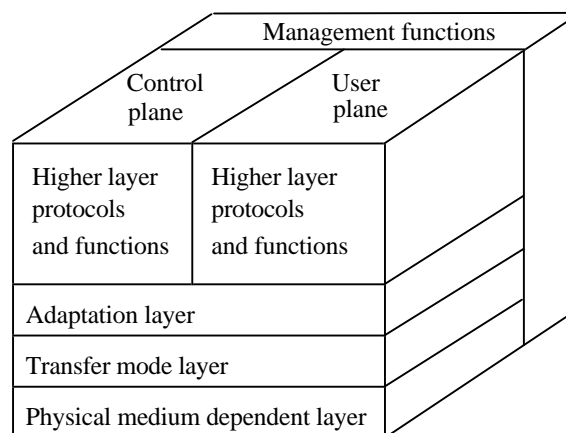 Management functions
Control
plane
User
plane
Higher layer
protocols
and functions
Higher layer
protocols
and functions
Adaptation layer
Transfer mode layer
Physical medium dependent layer